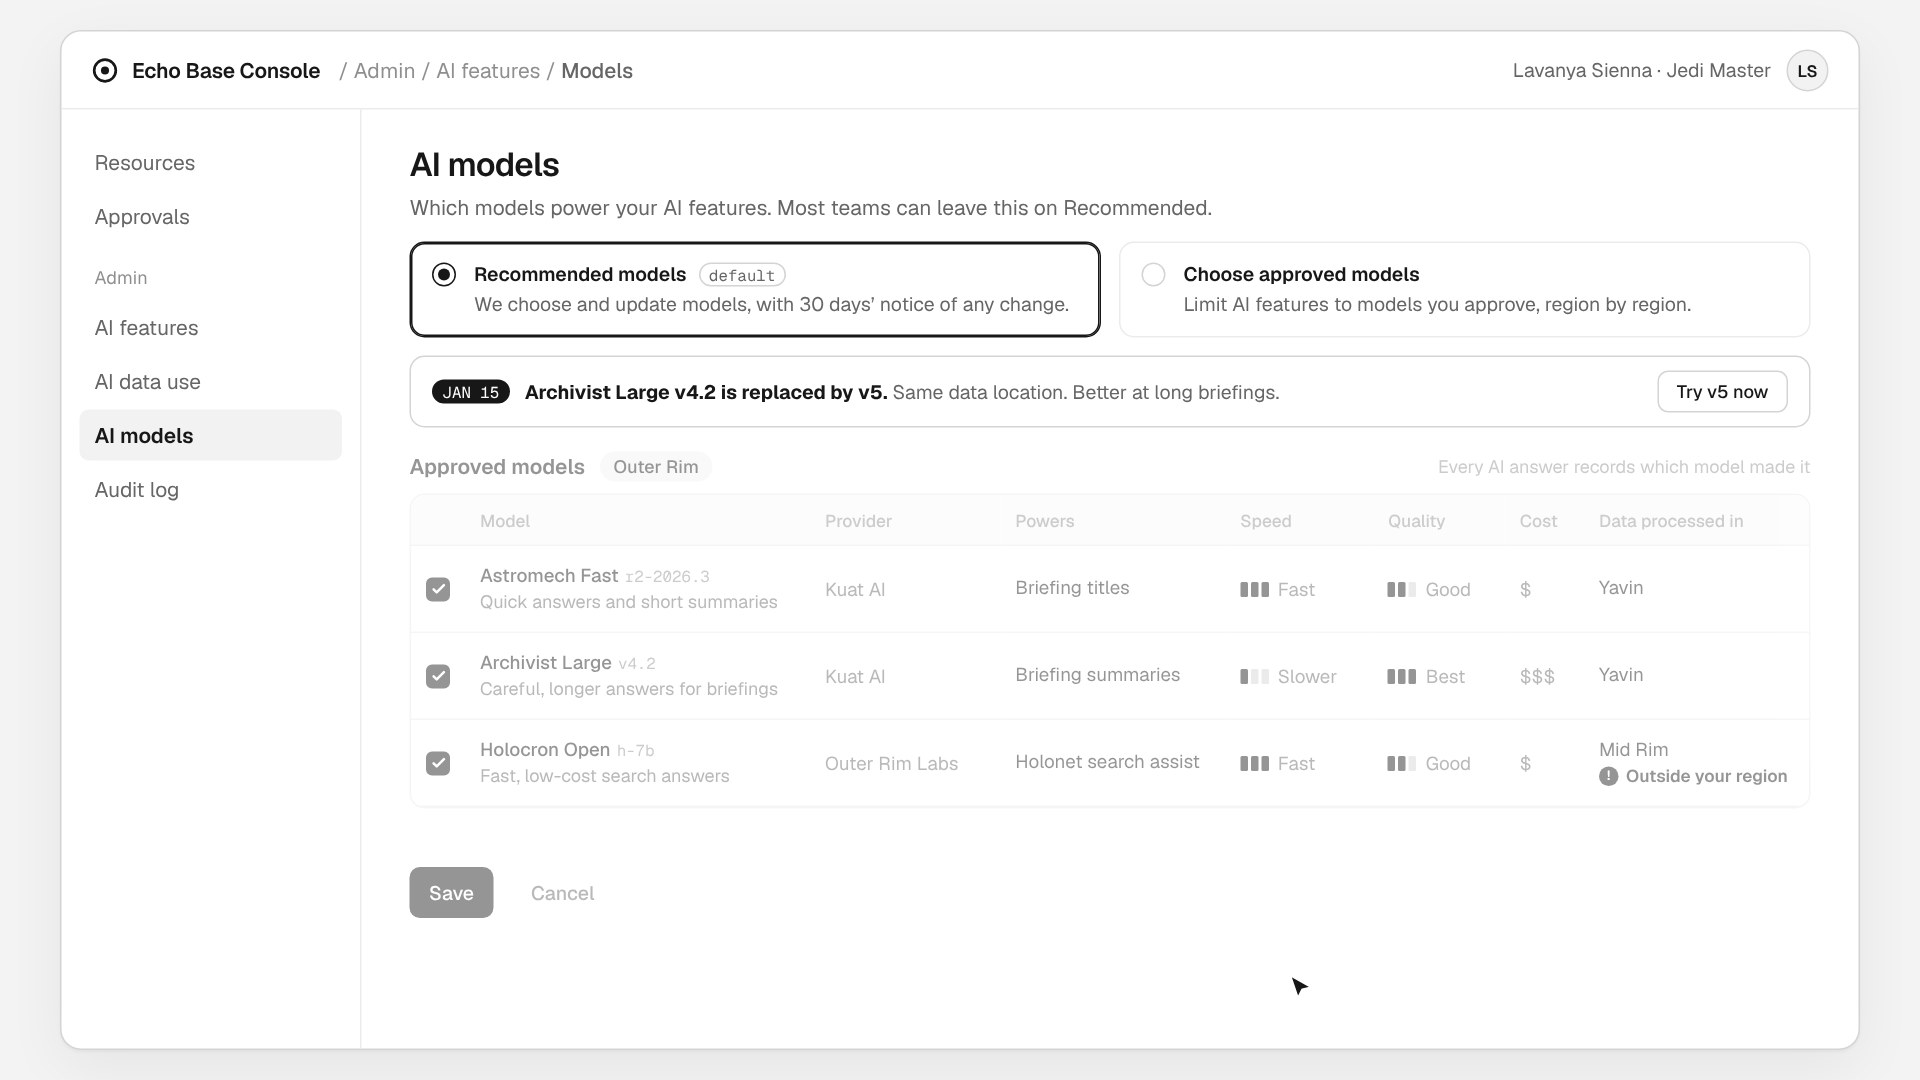 Echo Base Console / Admin / AI features / Models
Lavanya Sienna · Jedi Master LS
Resources
Approvals
Admin
AI features
AI data use
AI models
Audit log
AI models
Which models power your AI features. Most teams can leave this on Recommended.
Recommended models default
We choose and update models, with 30 days’ notice of any change.
Choose approved models
Limit AI features to models you approve, region by region.
JAN 15 Archivist Large v4.2 is replaced by v5. Same data location. Better at long briefings. Try v5 now
Approved models Outer Rim Every AI answer records which model made it
Model Provider Powers Speed Quality Cost Data processed in
Astromech Fast r2-2026.3
Quick answers and short summaries
Kuat AI Briefing titles Fast Good $ Yavin
Archivist Large v4.2
Careful, longer answers for briefings
Kuat AI Briefing summaries Slower Best $$$ Yavin
Holocron Open h-7b
Fast, low-cost search answers
Outer Rim Labs Holonet search assist Fast Good $ Mid Rim
! Outside your region
Save Cancel